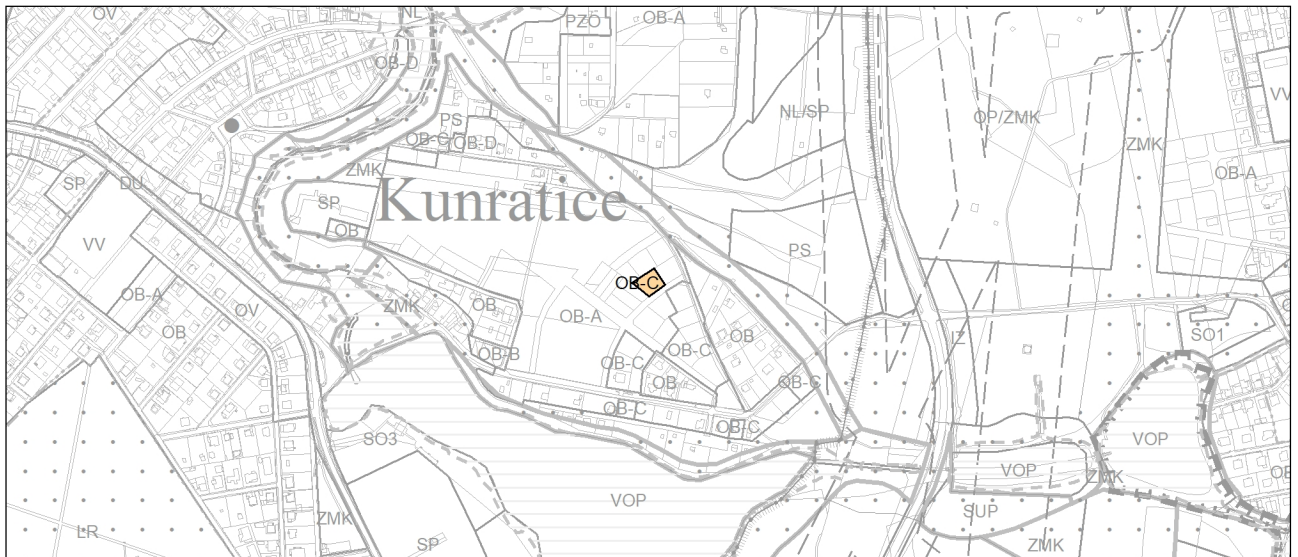 OV
NL
PZO
OB-A
OB-D
NL/SP
OP/ZMK
VV
PS
OB-C
OB-D
ZMK
ZMK
SP
DU
SP
OB-A
Kunratice
OB
VV
PS
OB-C
OB-A
OV
ZMK
OB
OB-A
OB
IZ
SO1
OB
OB-B
OB-C
OB-C
OB
OB-C
OB-C
OB-C
SO3
VOP
VOP
VOP
ZMK
LR
ZMK
SUP
SP
ZMK